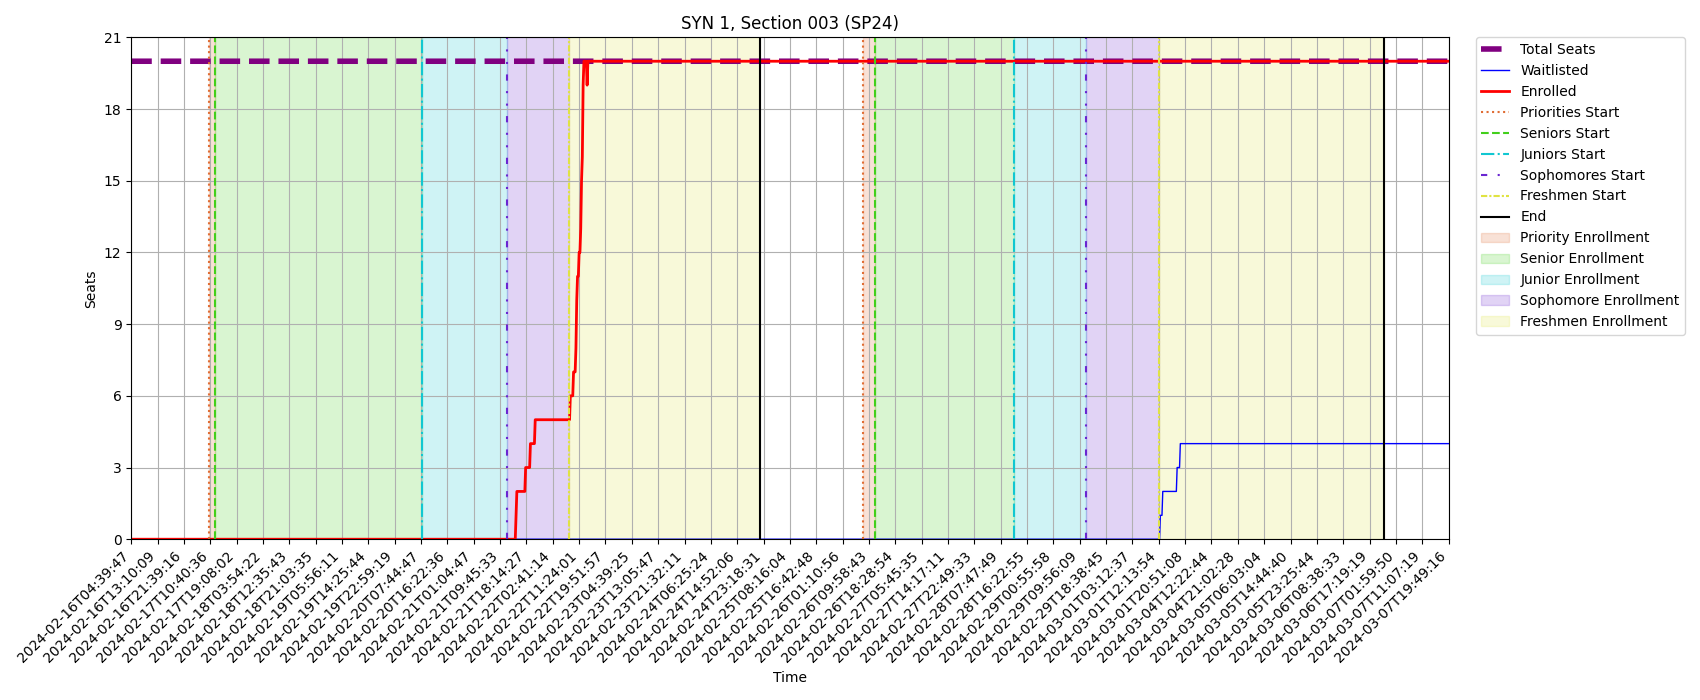 SYN 1, Section 003 (SP24)
21
18
15
12
9
6
3
0
Seats
2024-02-16T04:39:47
2024-02-16T13:10:09
2024-02-16T21:39:16
2024-02-17T10:40:36
2024-02-17T19:08:02
2024-02-18T03:54:22
2024-02-18T12:35:43
2024-02-18T21:03:35
2024-02-19T05:56:11
2024-02-19T14:25:44
2024-02-19T22:59:19
2024-02-20T07:44:47
2024-02-20T16:22:36
2024-02-21T01:04:47
2024-02-21T09:45:33
2024-02-21T18:14:27
2024-02-22T02:41:14
2024-02-22T11:24:01
2024-02-22T19:51:57
2024-02-23T04:39:25
2024-02-23T13:05:47
2024-02-23T21:32:11
2024-02-24T06:25:24
2024-02-24T14:52:06
2024-02-24T23:18:31
2024-02-25T08:16:04
2024-02-25T16:42:48
2024-02-26T01:10:56
2024-02-26T09:58:43
2024-02-26T18:28:54
2024-02-27T05:45:35
2024-02-27T14:17:11
2024-02-27T22:49:33
2024-02-28T07:47:49
2024-02-28T16:22:55
2024-02-29T00:55:58
2024-02-29T09:56:09
2024-02-29T18:38:45
2024-03-01T03:12:37
2024-03-01T12:13:54
2024-03-01T20:51:08
2024-03-04T12:22:44
2024-03-04T21:02:28
2024-03-05T06:03:04
2024-03-05T14:44:40
2024-03-05T23:25:44
2024-03-06T08:38:33
2024-03-06T17:19:19
2024-03-07T01:59:50
2024-03-07T11:07:19
2024-03-07T19:49:16
Time
Total Seats
Waitlisted
Enrolled
Priorities Start
Seniors Start
Juniors Start
Sophomores Start
Freshmen Start
End
Priority Enrollment
Senior Enrollment
Junior Enrollment
Sophomore Enrollment
Freshmen Enrollment